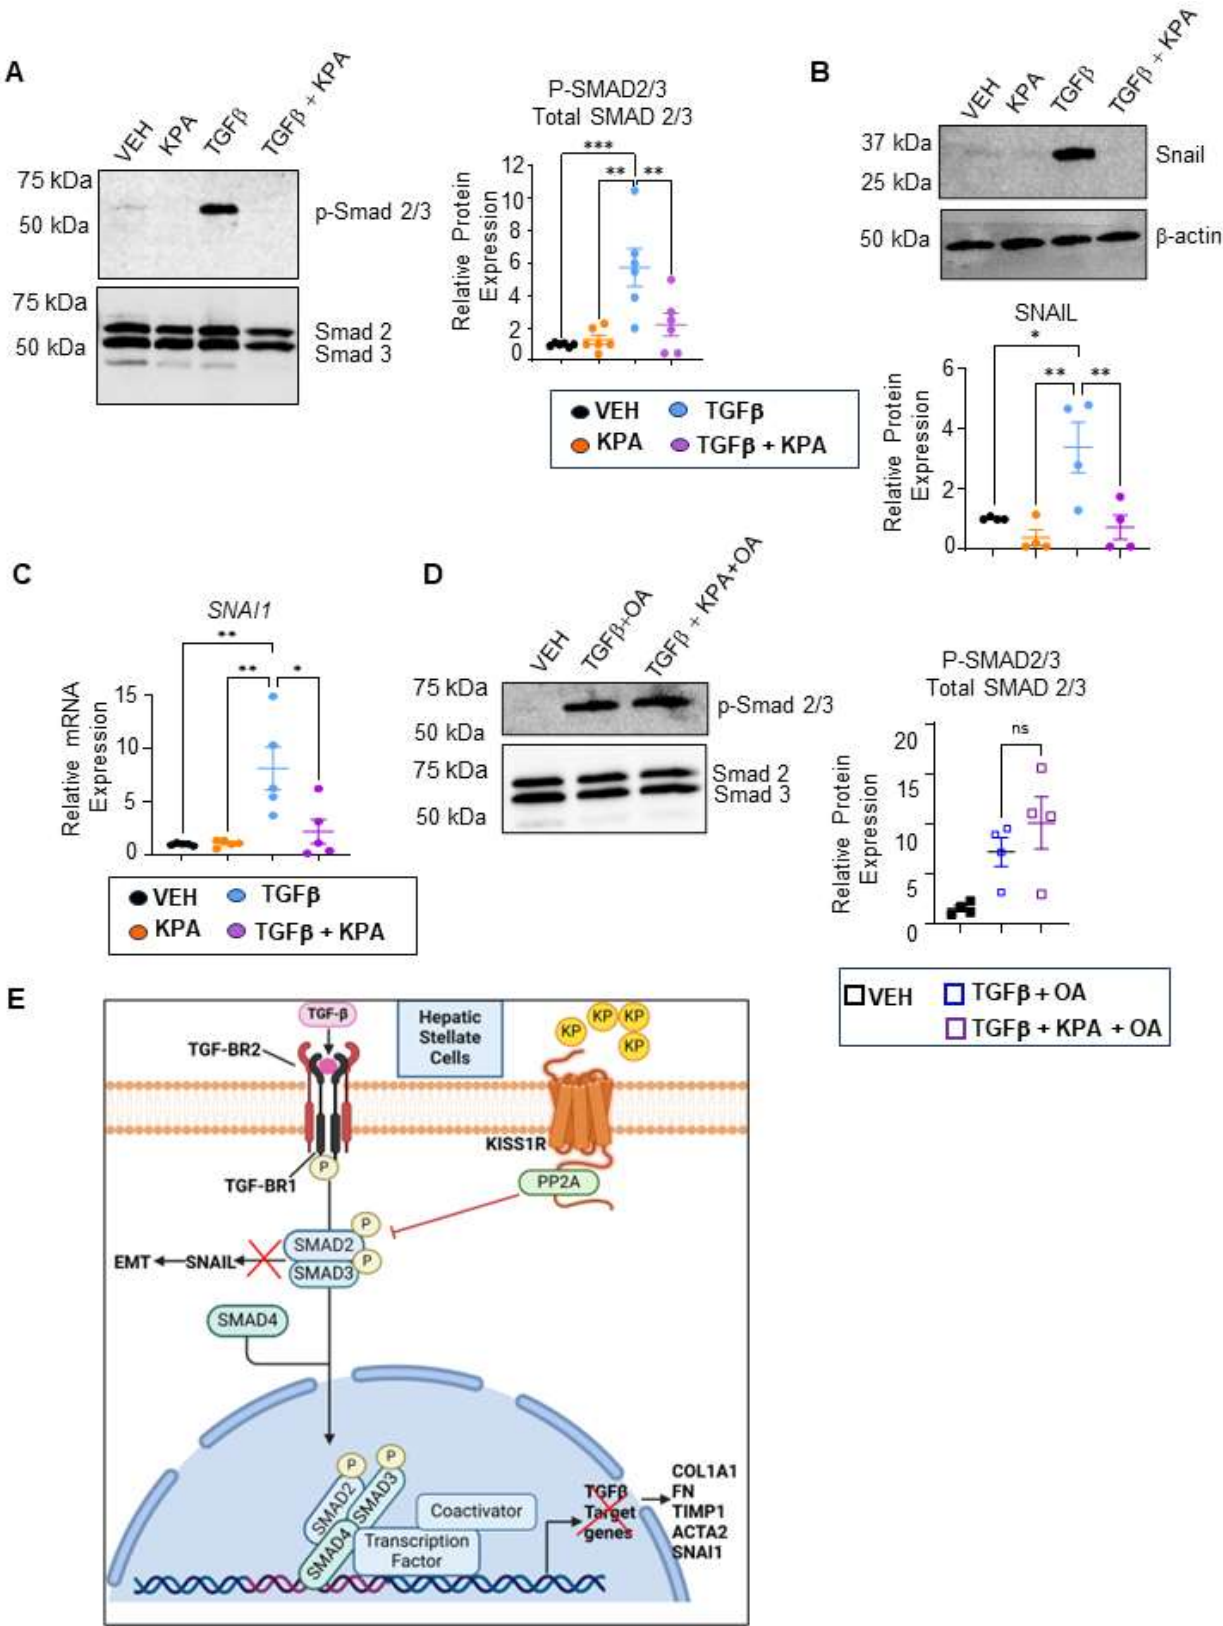 A
VEH
KPA
TGFβ
TGFβ + KPA
75 kDa
50 kDa
p-Smad 2/3
75 kDa
50 kDa
Smad 2
Smad 3
P-SMAD2/3
Total SMAD 2/3
Relative Protein
Expression
12
10
8
6
4
2
0
***
** **
VEH TGFβ
KPA TGFβ + KPA
B
VEH
KPA
TGFβ
TGFβ + KPA
37 kDa
25 kDa
Snail
50 kDa
β-actin
SNAIL
Relative Protein
Expression
6
4
2
0
*
** **
C
SNAI1
Relative mRNA
Expression
15
10
5
0
**
** *
VEH TGFβ
KPA TGFβ + KPA
D
VEH
TGFβ+OA
TGFβ + KPA+OA
75 kDa
50 kDa
p-Smad 2/3
75 kDa
50 kDa
Smad 2
Smad 3
P-SMAD2/3
Total SMAD 2/3
Relative Protein
Expression
20
15
10
5
0
ns
VEH TGFβ + OA
TGFβ + KPA + OA
E
TGF-β
Hepatic
Stellate
Cells
KP
KP
KP
KP
TGF-BR2
KISS1R
P
TGF-BR1
PP2A
P
SMAD2
P
SMAD3
EMT
SNAIL
SMAD4
P
P
SMAD2
SMAD3
SMAD4
Coactivator
Transcription
Factor
TGFβ
Target
genes
COL1A1
FN
TIMP1
ACTA2
SNAI1